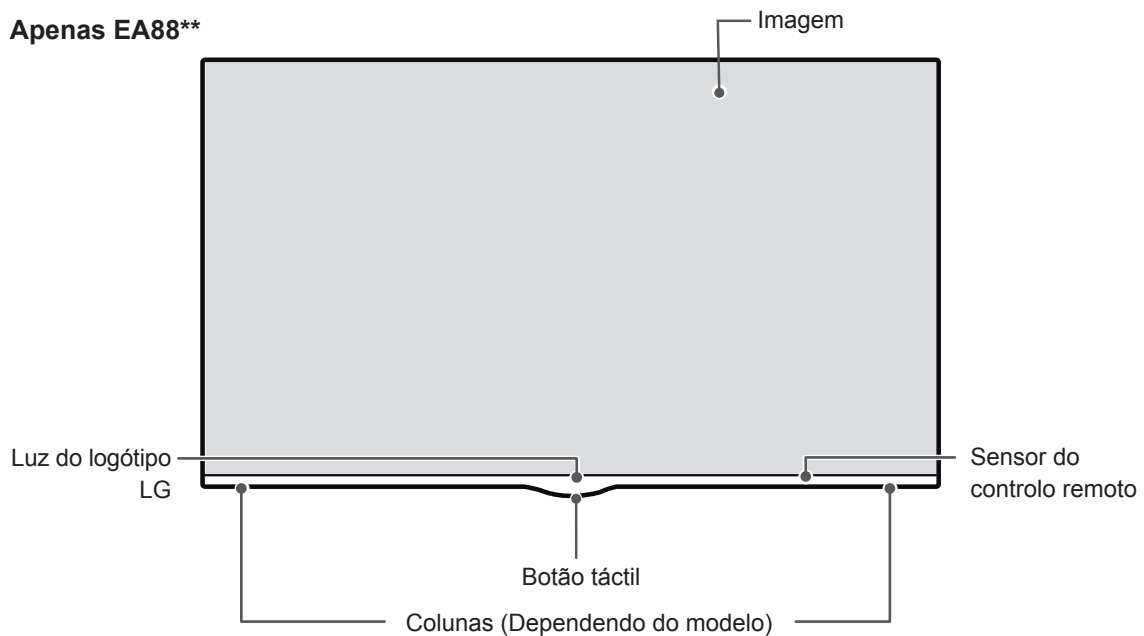 Apenas EA88**
Imagem
Luz do logótipo
LG
Sensor do
controlo remoto
Botão táctil
Colunas (Dependendo do modelo)